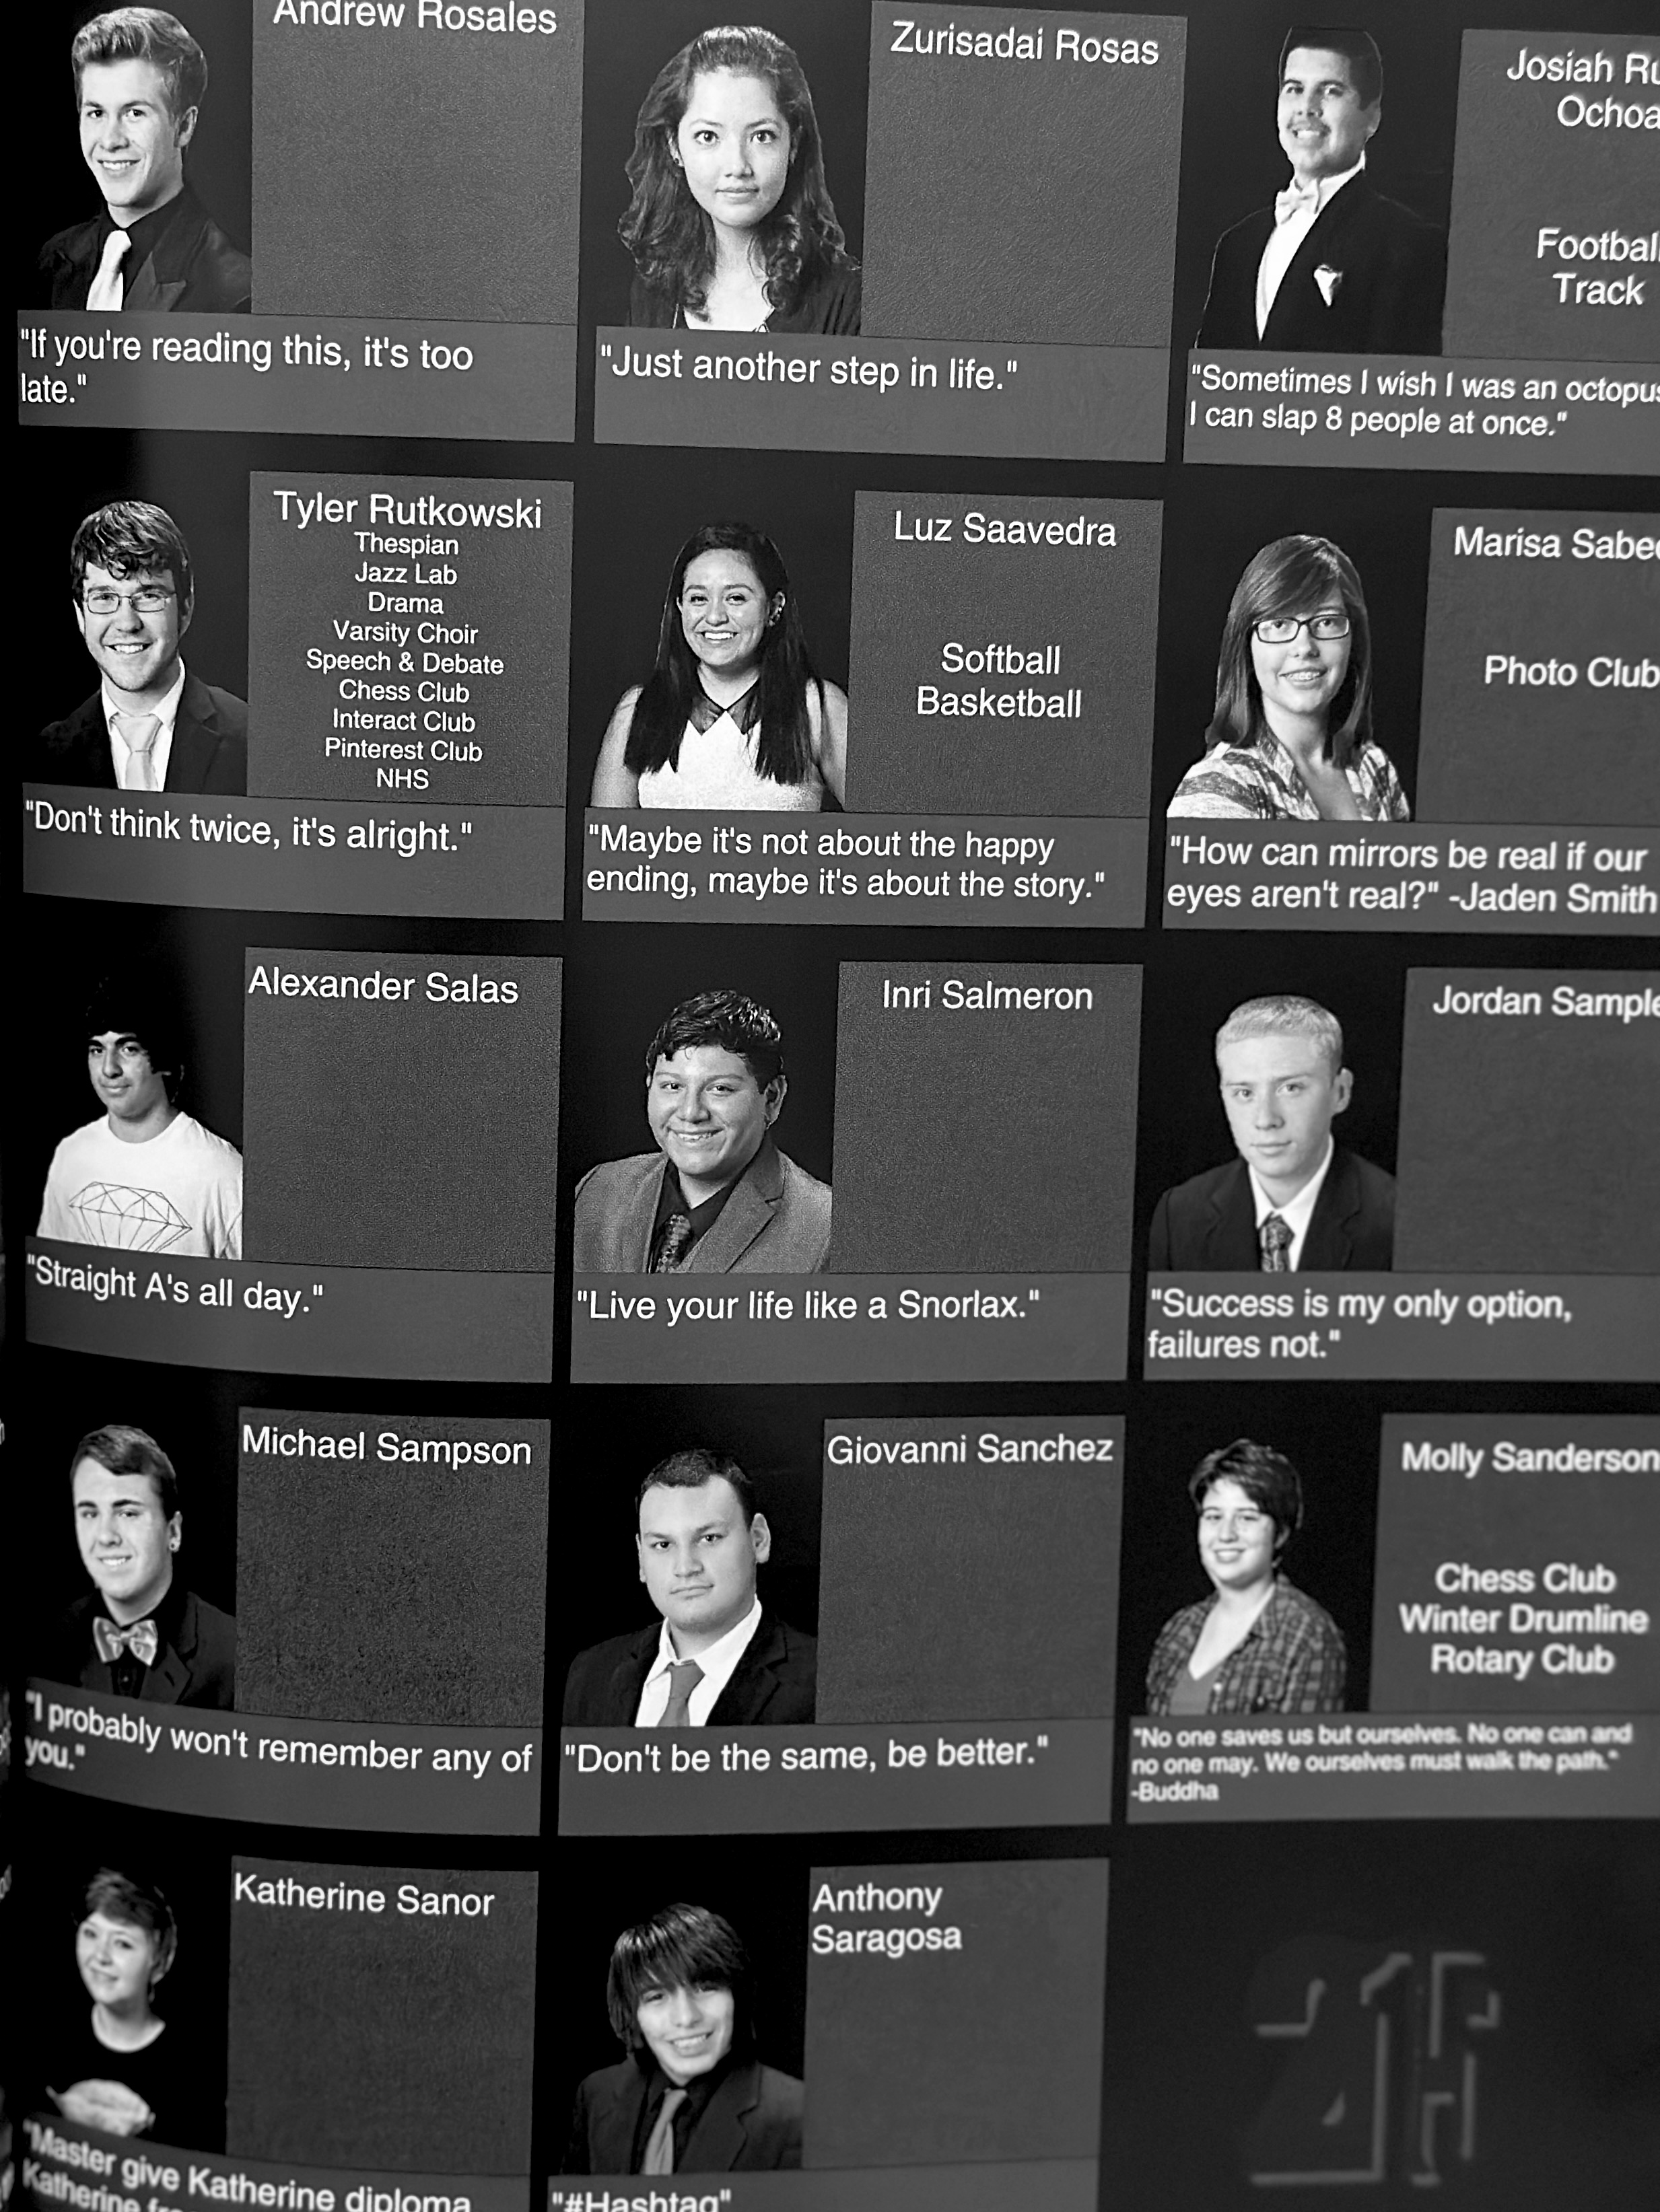 Andrew Rosales
"If you're reading this, it's too
late."
Zurisadai Rosas
"Just another step in life."
Josiah
Ochoa
Football
Track
"Sometimes I wish I was an octopus
I can slap 8 people at once."
Tyler Rutkowski
Thespian
Jazz Lab
Drama
Varsity Choir
Speech & Debate
Chess Club
Interact Club
Pinterest Club
NHS
"Don't think twice, it's alright."
Luz Saavedra
Softball
Basketball
"Maybe it's not about the happy
ending, maybe it's about the story."
Marisa
Photo Club
"How can mirrors be real if our
eyes aren't real?" -Jaden Smith
Alexander Salas
"Straight A's all day."
Inri Salmeron
"Live your life like a Snorlax."
Jordan Sample
"Success is my only option,
failures not."
Michael Sampson
"I probably won't remember any of
you."
Giovanni Sanchez
"Don't be the same, be better."
Molly Sanderson
Chess Club
Winter Drumline
Rotary Club
"No one saves us but ourselves. No one can and
no one may. We ourselves must walk the path."
-Buddha
Katherine Sanor
"Master give Katherine diploma
Katherine
Anthony
Saragosa
"#Hashtag"